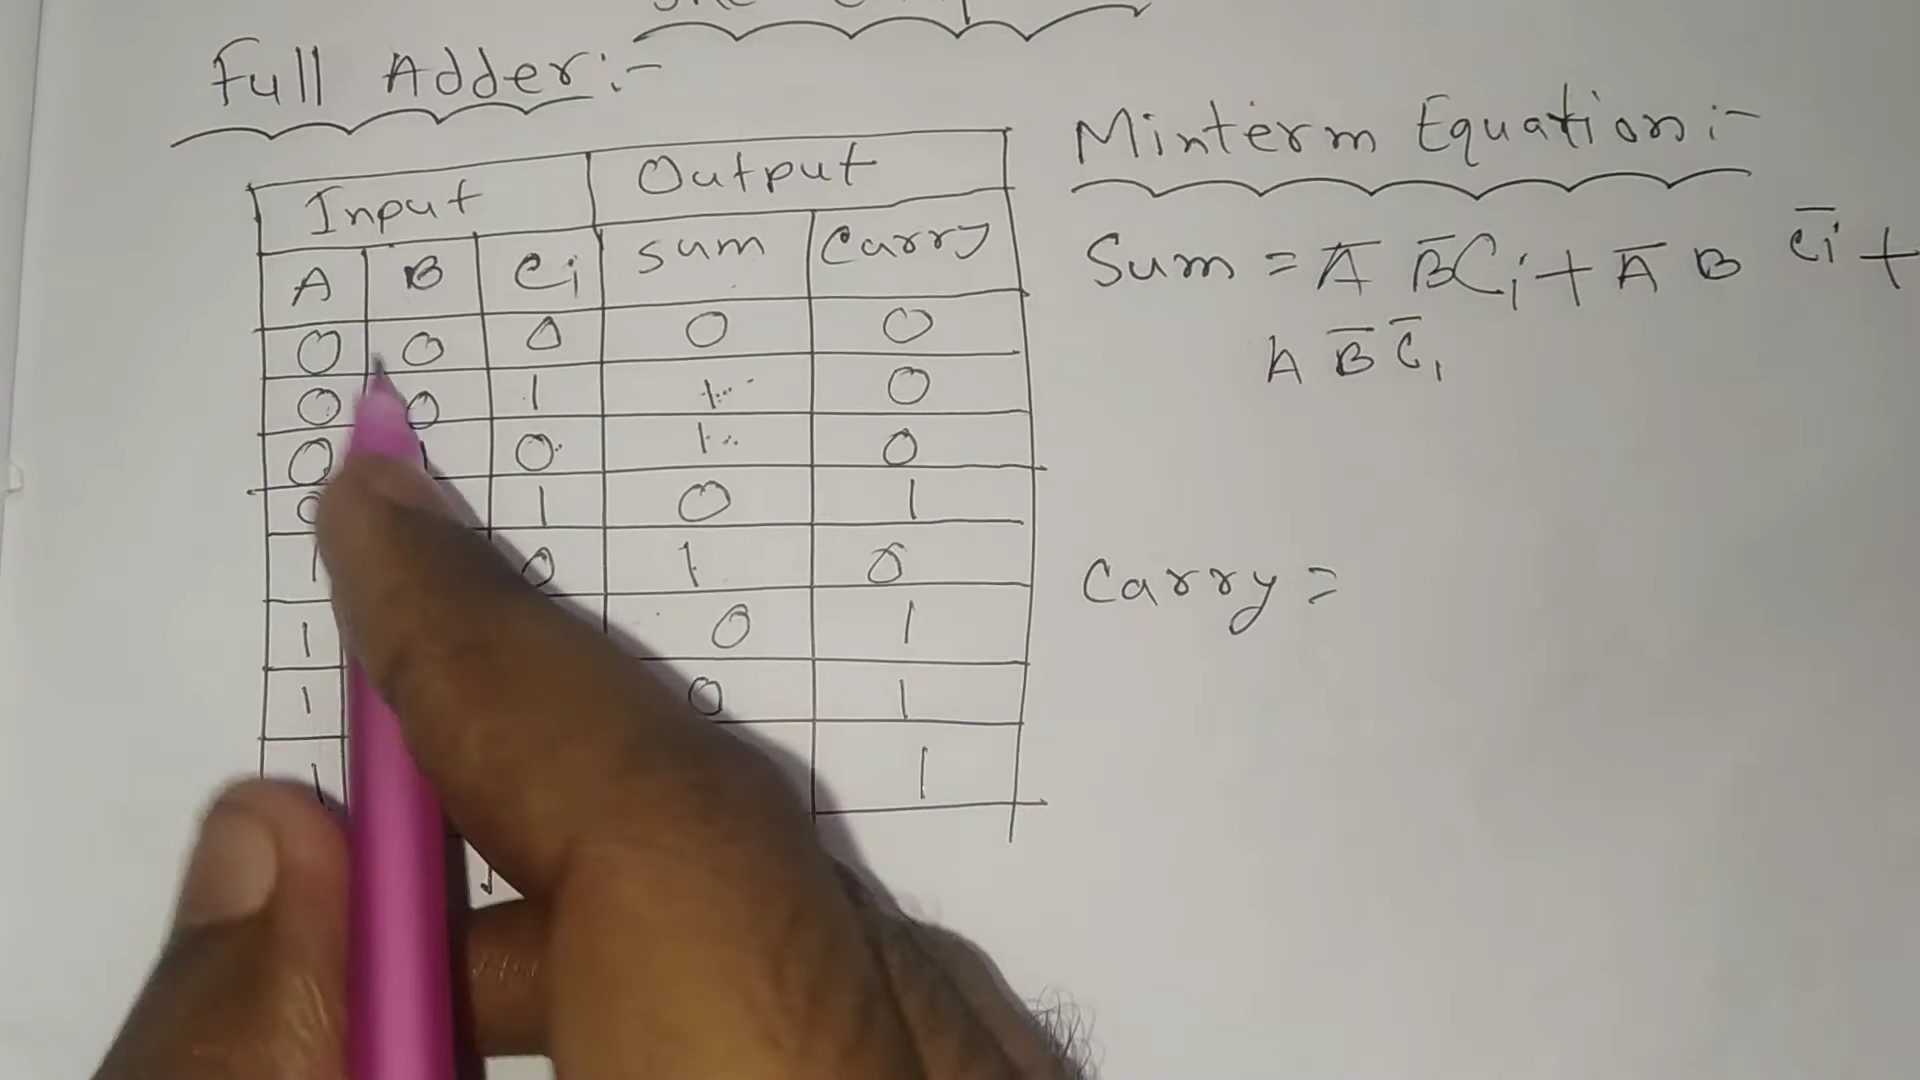 Full Adder:-
Input Output
A B Ci Sum Carry
0 0 0 0 0
0 0 1 1 0
0 1 0 1 0
0 1 0 1
1 0 1 0
1 0 1
1 0 1
1 1
Minterm Equation:-
Sum = A̅ B̅Ci + A̅ B C̅i̅ +
A B̅ C̅i
Carry =